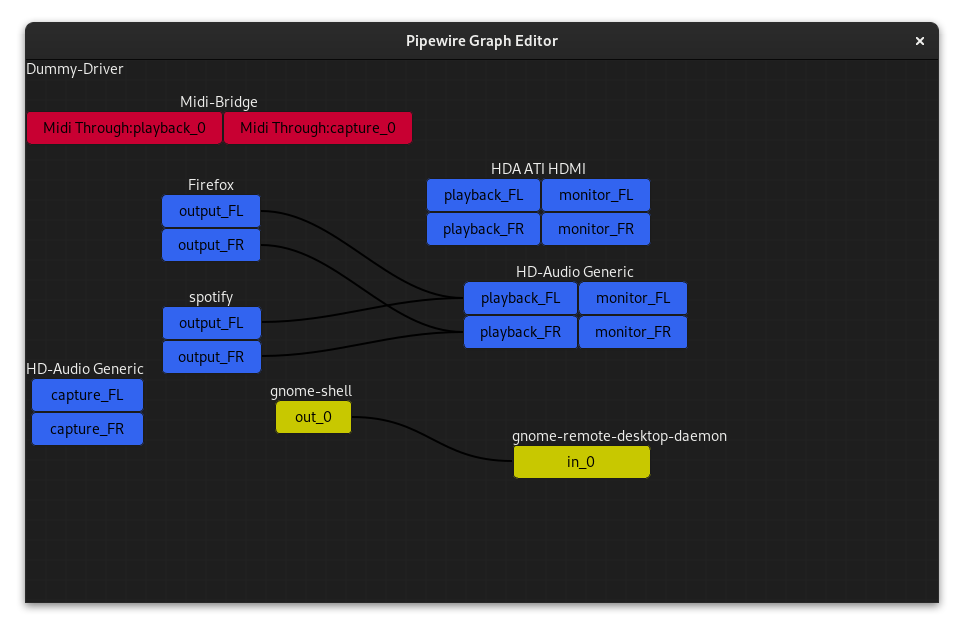 Pipewire Graph Editor
Dummy-Driver
Midi-Bridge
Midi Through:playback_0 Midi Through:capture_0
HDA ATI HDMI
playback_FL monitor_FL
playback_FR monitor_FR
Firefox
output_FL
output_FR
HD-Audio Generic
playback_FL monitor_FL
playback_FR monitor_FR
spotify
output_FL
output_FR
HD-Audio Generic
capture_FL
capture_FR
gnome-shell
out_0
gnome-remote-desktop-daemon
in_0